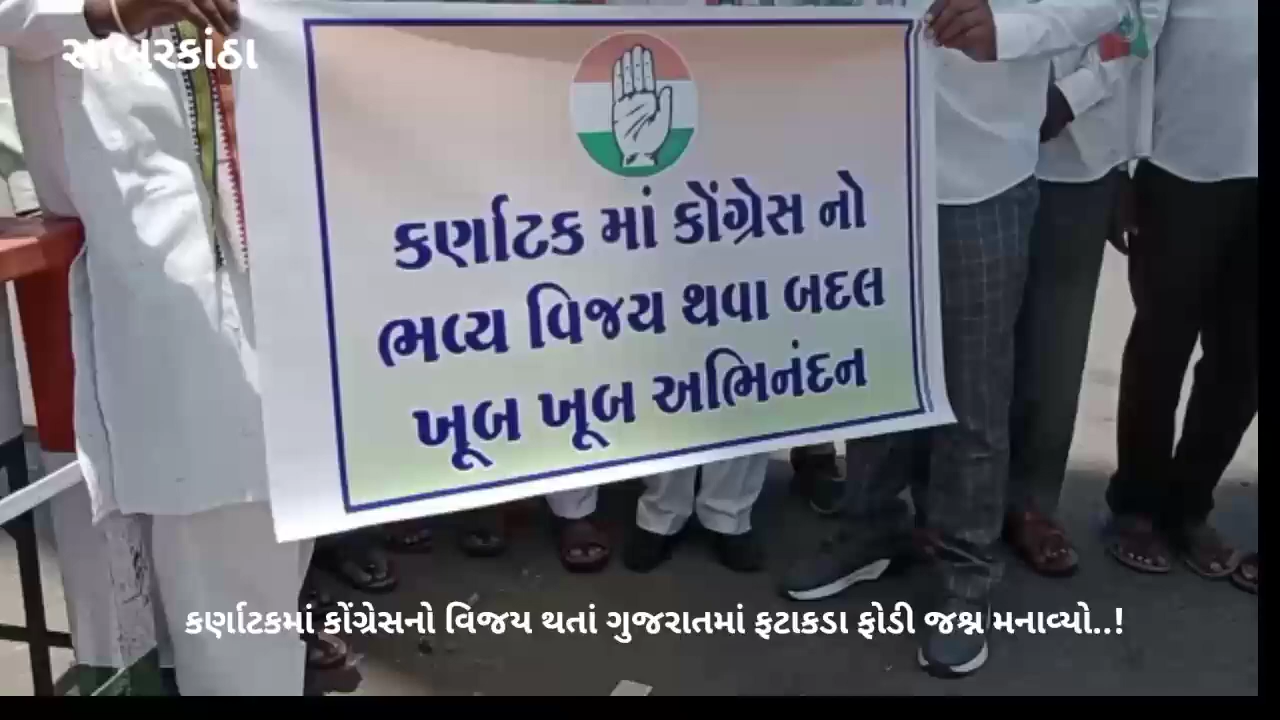 સાબરકાંઠા
કર્ણાટક માં કોંગ્રેસ નો
ભવ્ય વિજય થવા બદલ
ખૂબ ખૂબ અભિનંદન
કર્ણાટકમાં કોંગ્રેસનો વિજય થતાં ગુજરાતમાં ફટાકડા ફોડી જશ્ન મનાવ્યો..!